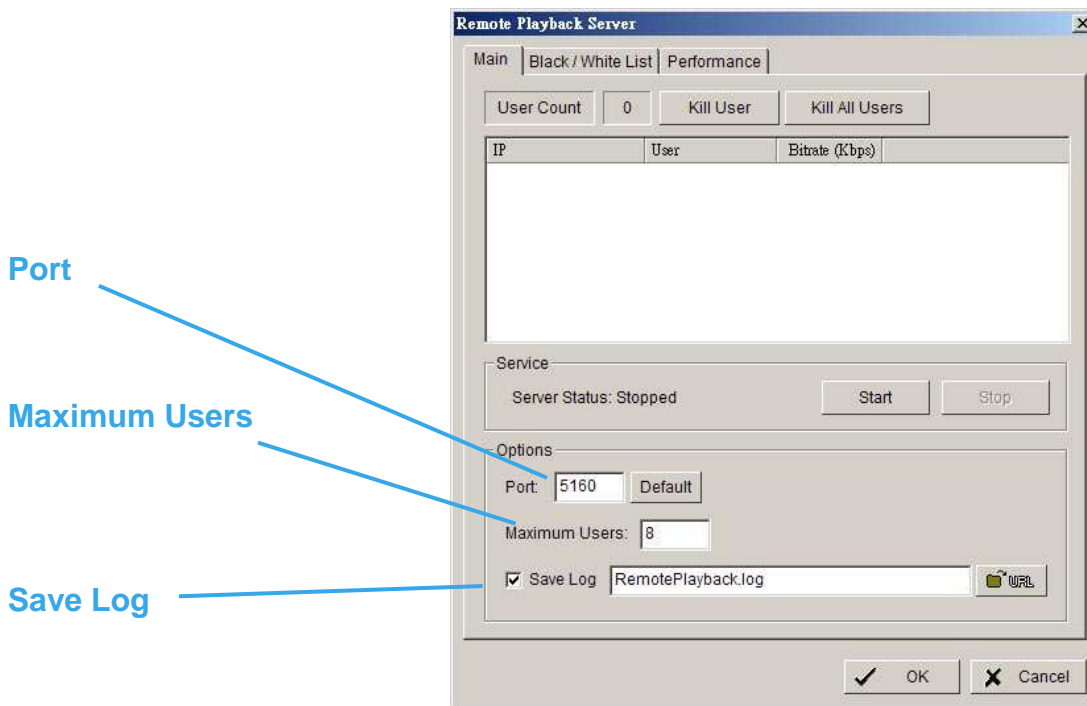 Remote Playback Server
Main Black / White List Performance
User Count 0 Kill User Kill All Users
IP User Bitrate (Kbps)
Port
Service
Server Status: Stopped Start Stop
Maximum Users
Options
Port: 5160 Default
Maximum Users: 8
Save Log
Save Log RemotePlayback.log URL
OK Cancel